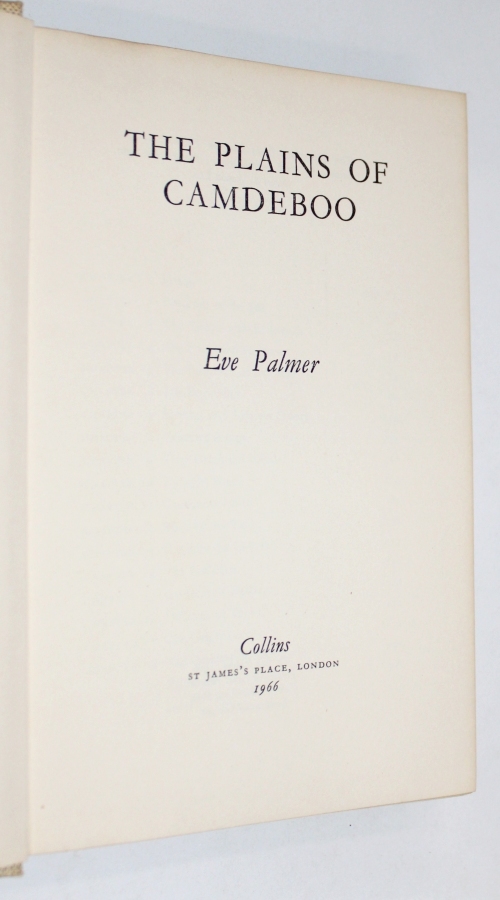 THE PLAINS OF
CAMDEBOO
Eve Palmer
Collins
ST JAMES'S PLACE, LONDON
1966